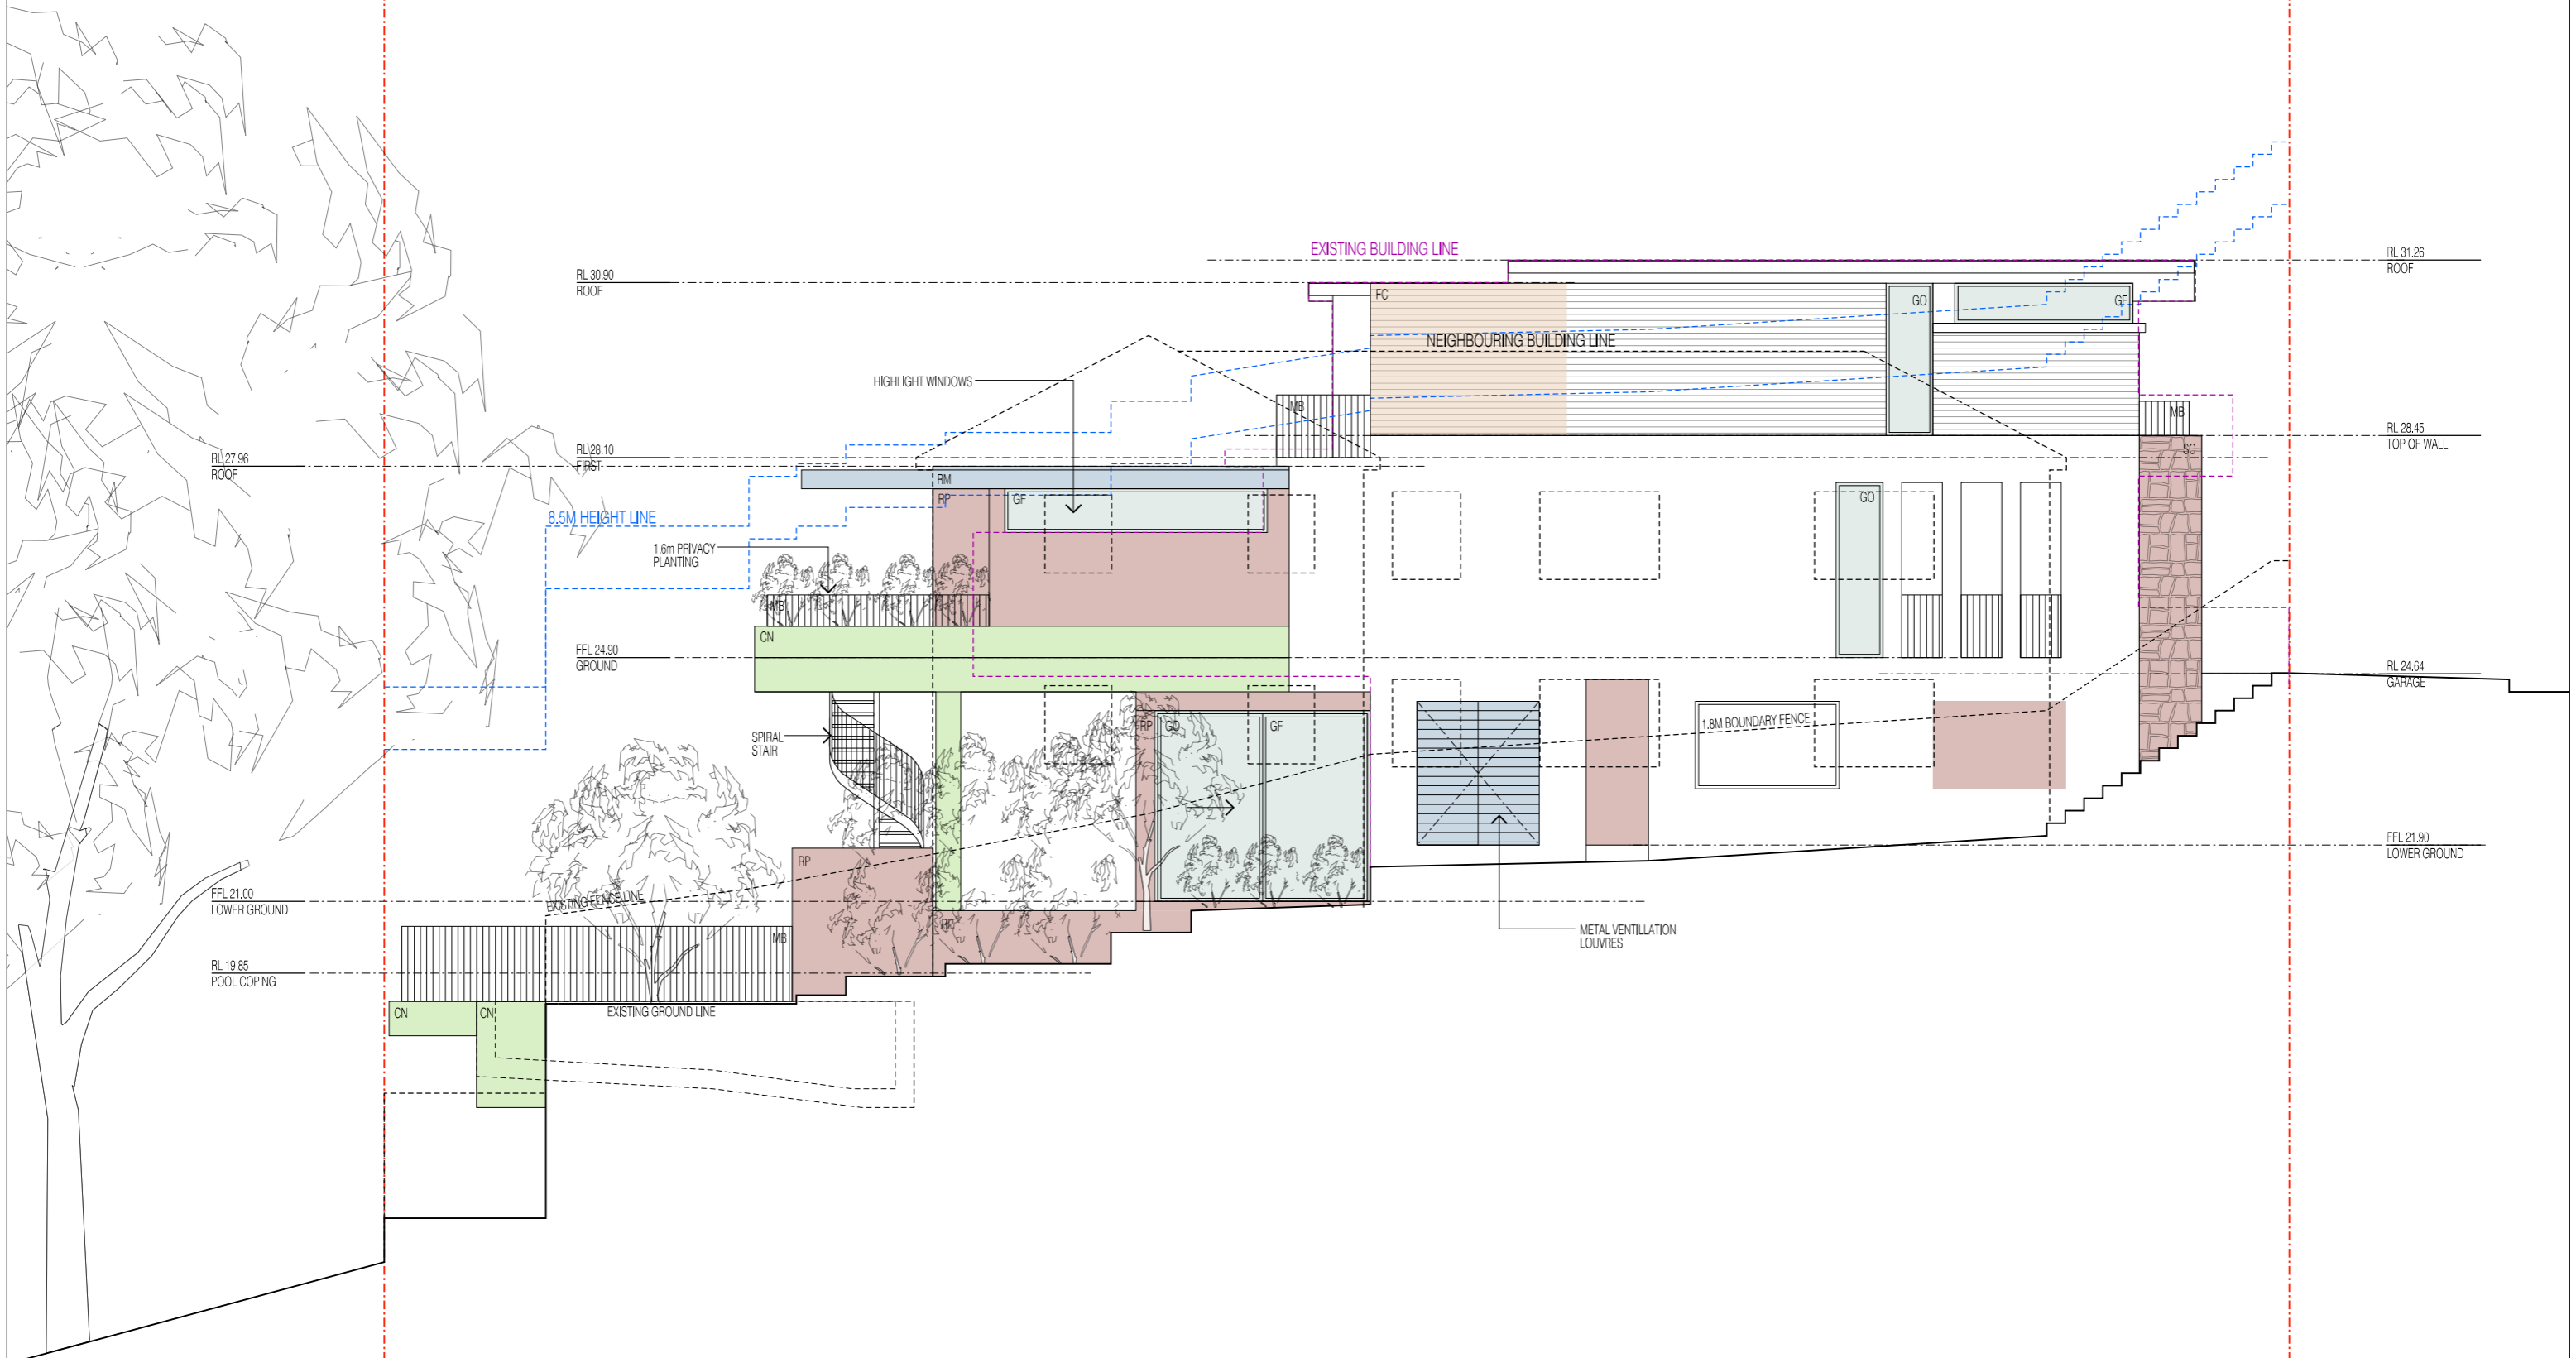 EXISTING BUILDING LINE
RL 31.26
ROOF
RL 30.90
ROOF
FC
GO
GF
NEIGHBOURING BUILDING LINE
HIGHLIGHT WINDOWS
MB
MB
RL 28.45
TOP OF WALL
RL 28.10
FIRST
RL 27.96
ROOF
SC
RM
RP
GF
GO
8.5M HEIGHT LINE
1.6m PRIVACY
PLANTING
MB
CN
FFL 24.90
GROUND
RL 24.64
GARAGE
SPIRAL
STAIR
RP
GO
GF
1.8M BOUNDARY FENCE
FFL 21.90
LOWER GROUND
RP
FFL 21.00
LOWER GROUND
EXISTING FENCE LINE
RP
MB
METAL VENTILLATION
LOUVRES
RL 19.85
POOL COPING
CN
CN
EXISTING GROUND LINE